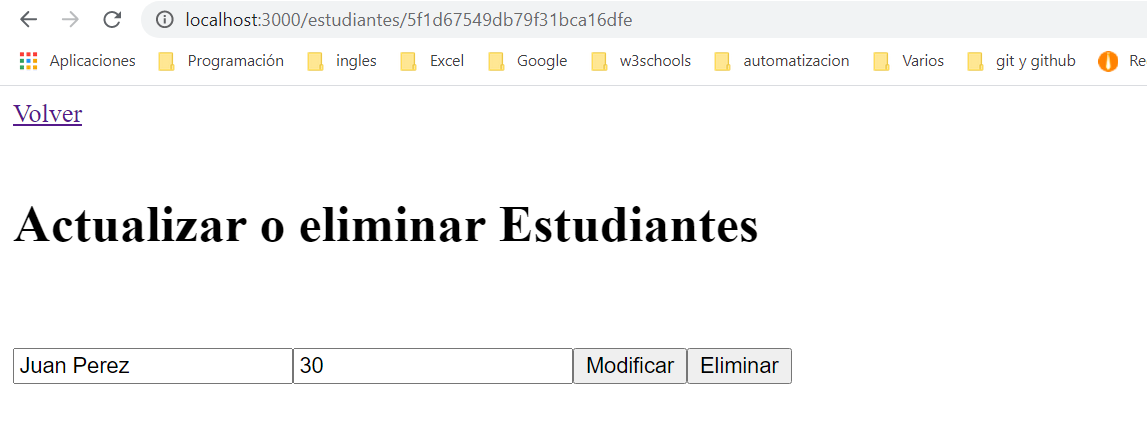 localhost:3000/estudiantes/5f1d67549db79f31bca16dfe
Aplicaciones Programación ingles Excel Google w3schools automatizacion Varios git y github Re
Volver
Actualizar o eliminar Estudiantes
Juan Perez 30 Modificar Eliminar